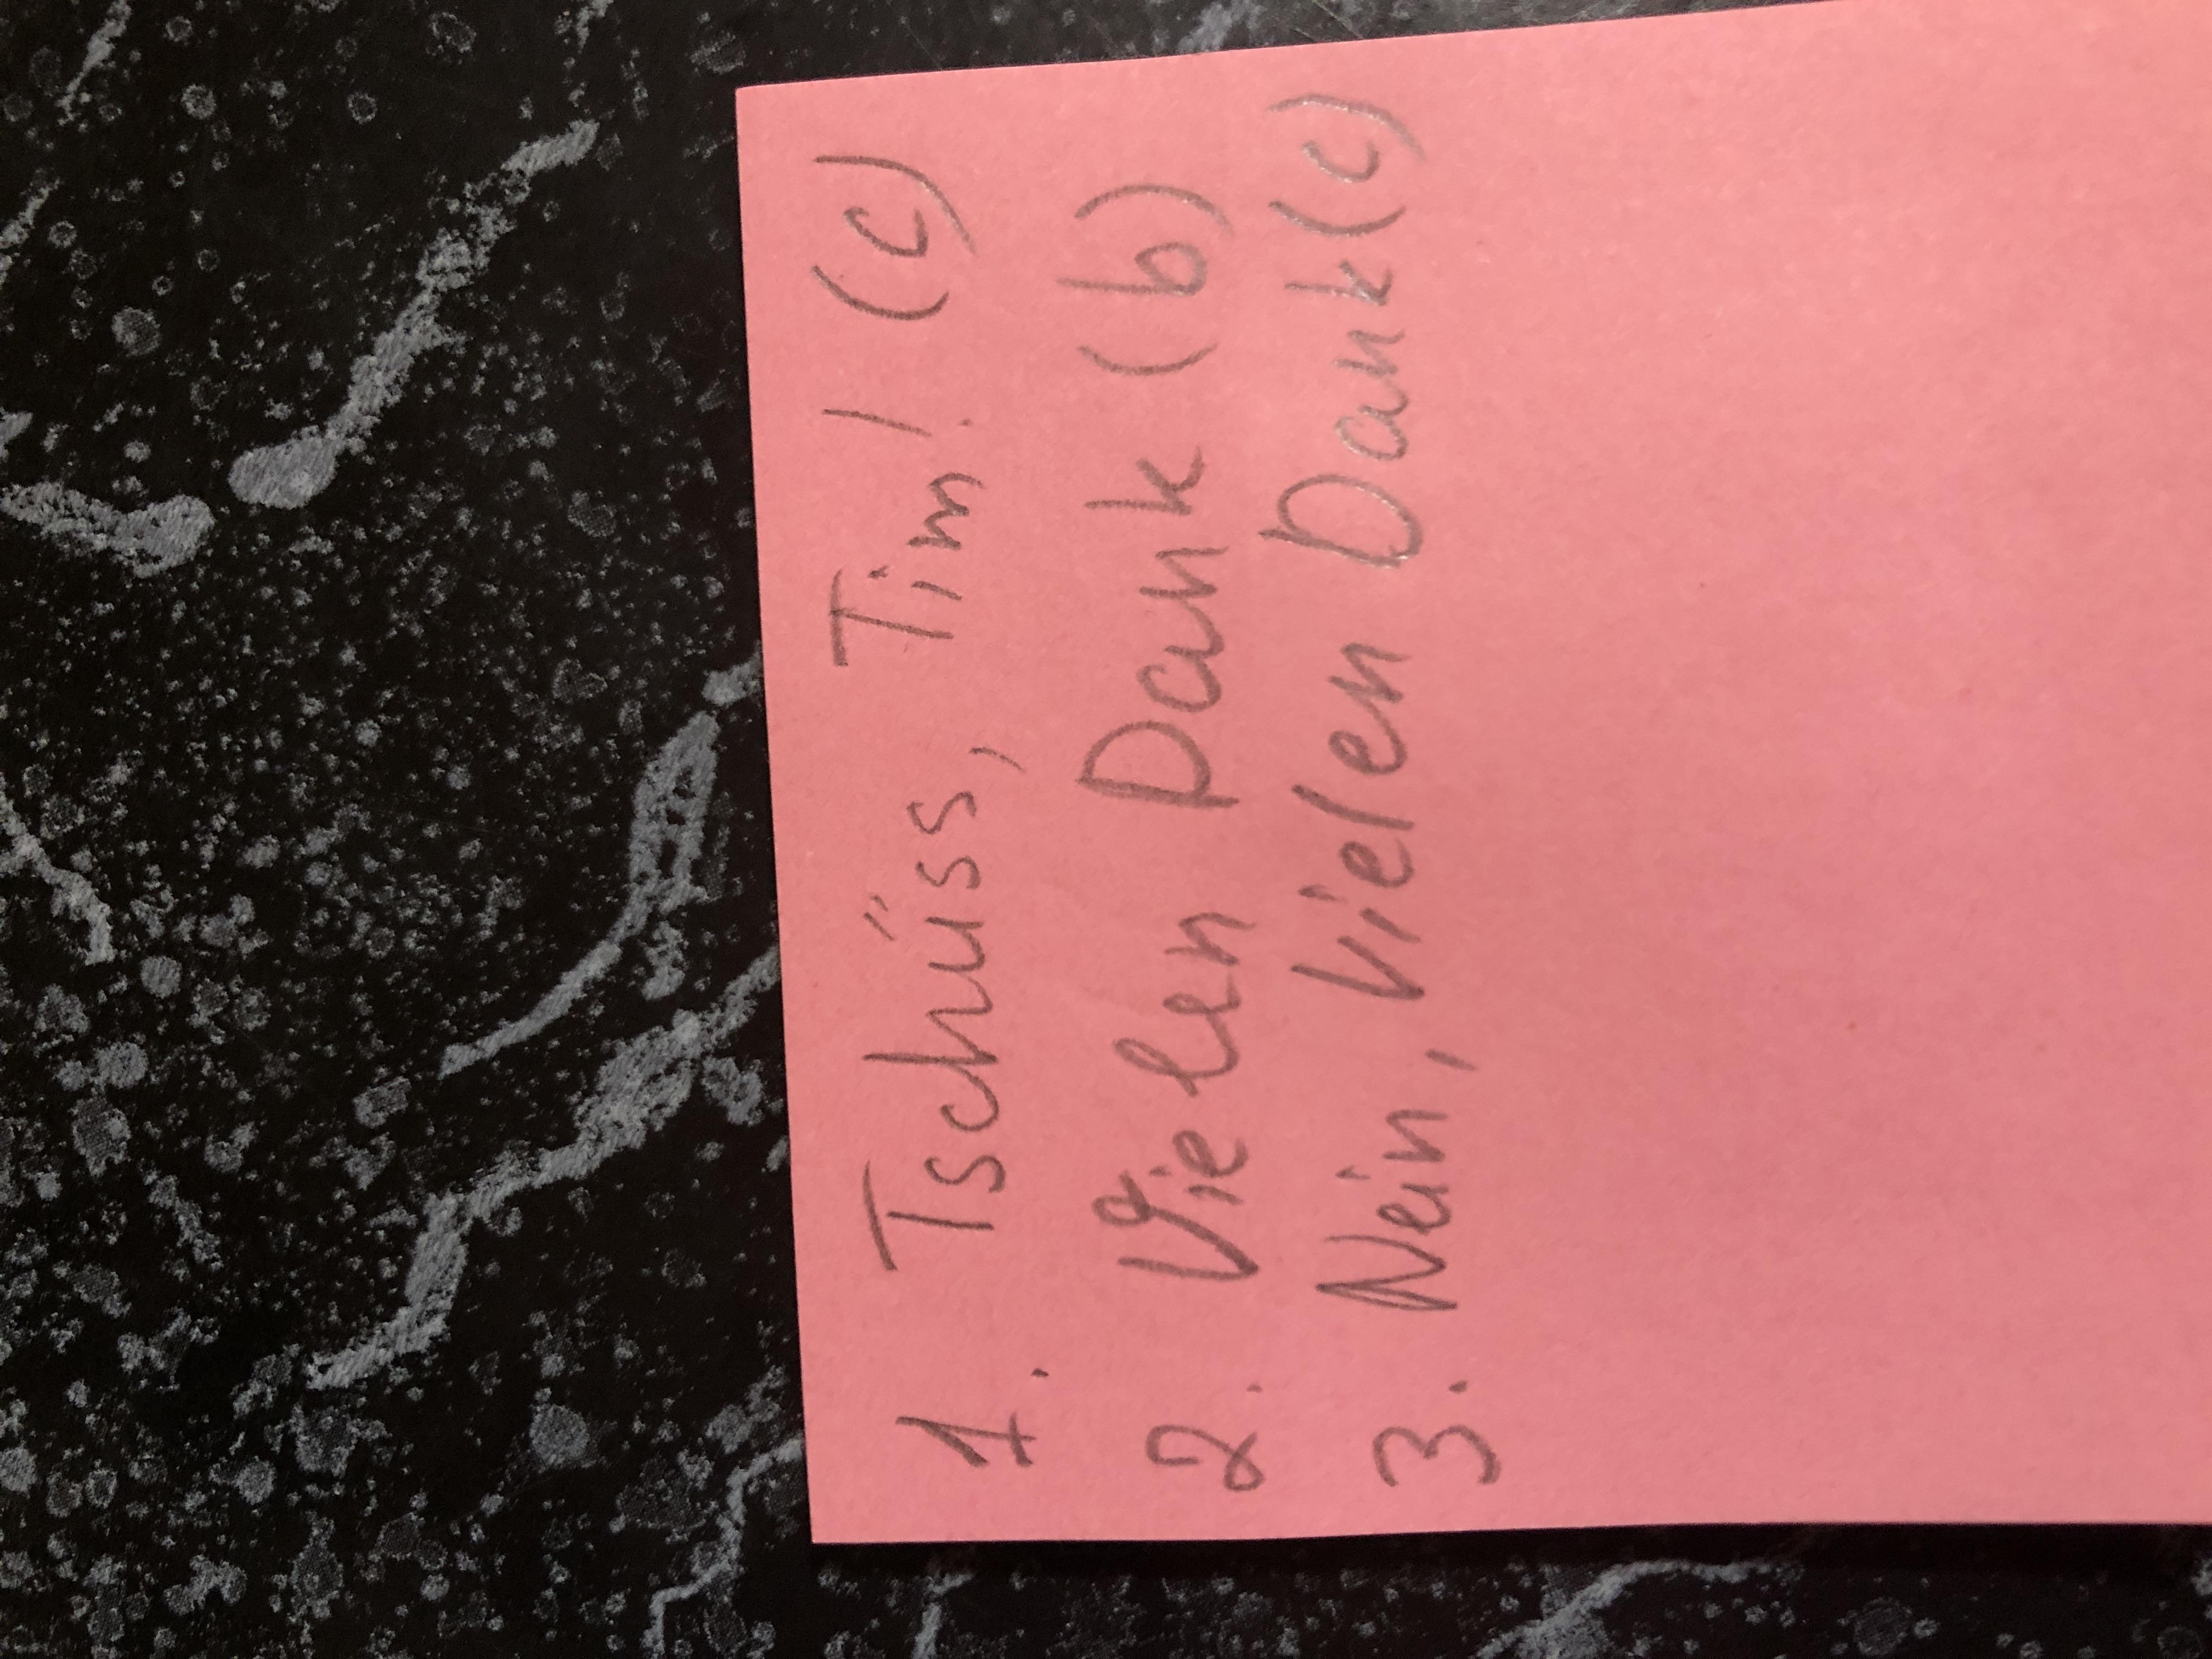 1. Tschüss, Tim! (c)
2. Vielen Dank (b)
3. Nein, Vielen Dank (c)